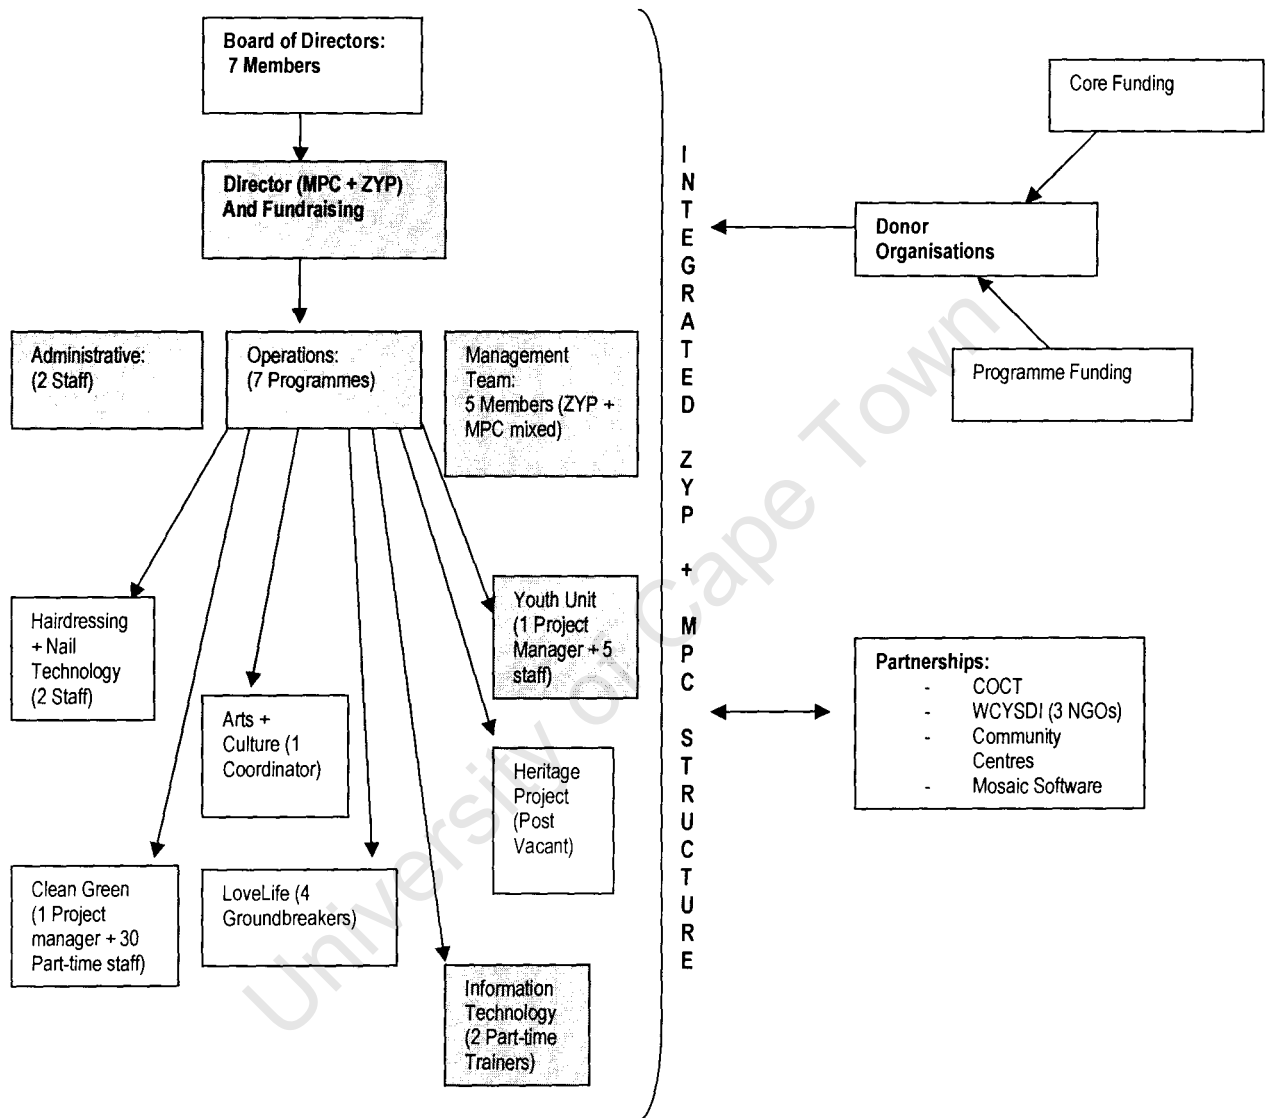 Board of Directors:
7 Members
Director (MPC + ZYP)
And Fundraising
Administrative:
(2 Staff)
Operations:
(7 Programmes)
Management
Team:
5 Members (ZYP +
MPC mixed)
Hairdressing
+ Nail
Technology
(2 Staff)
Arts +
Culture (1
Coordinator)
Youth Unit
(1 Project
Manager + 5
staff)
Heritage
Project
(Post
Vacant)
Clean Green
(1 Project
manager + 30
Part-time staff)
LoveLife (4
Groundbreakers)
Information
Technology
(2 Part-time
Trainers)
INTEGRATED ZYP + MPC STRUCTURE
Core Funding
Donor
Organisations
Programme Funding
Partnerships:
- COCT
- WCYSDI (3 NGOs)
- Community
Centres
- Mosaic Software
University of Cape Town